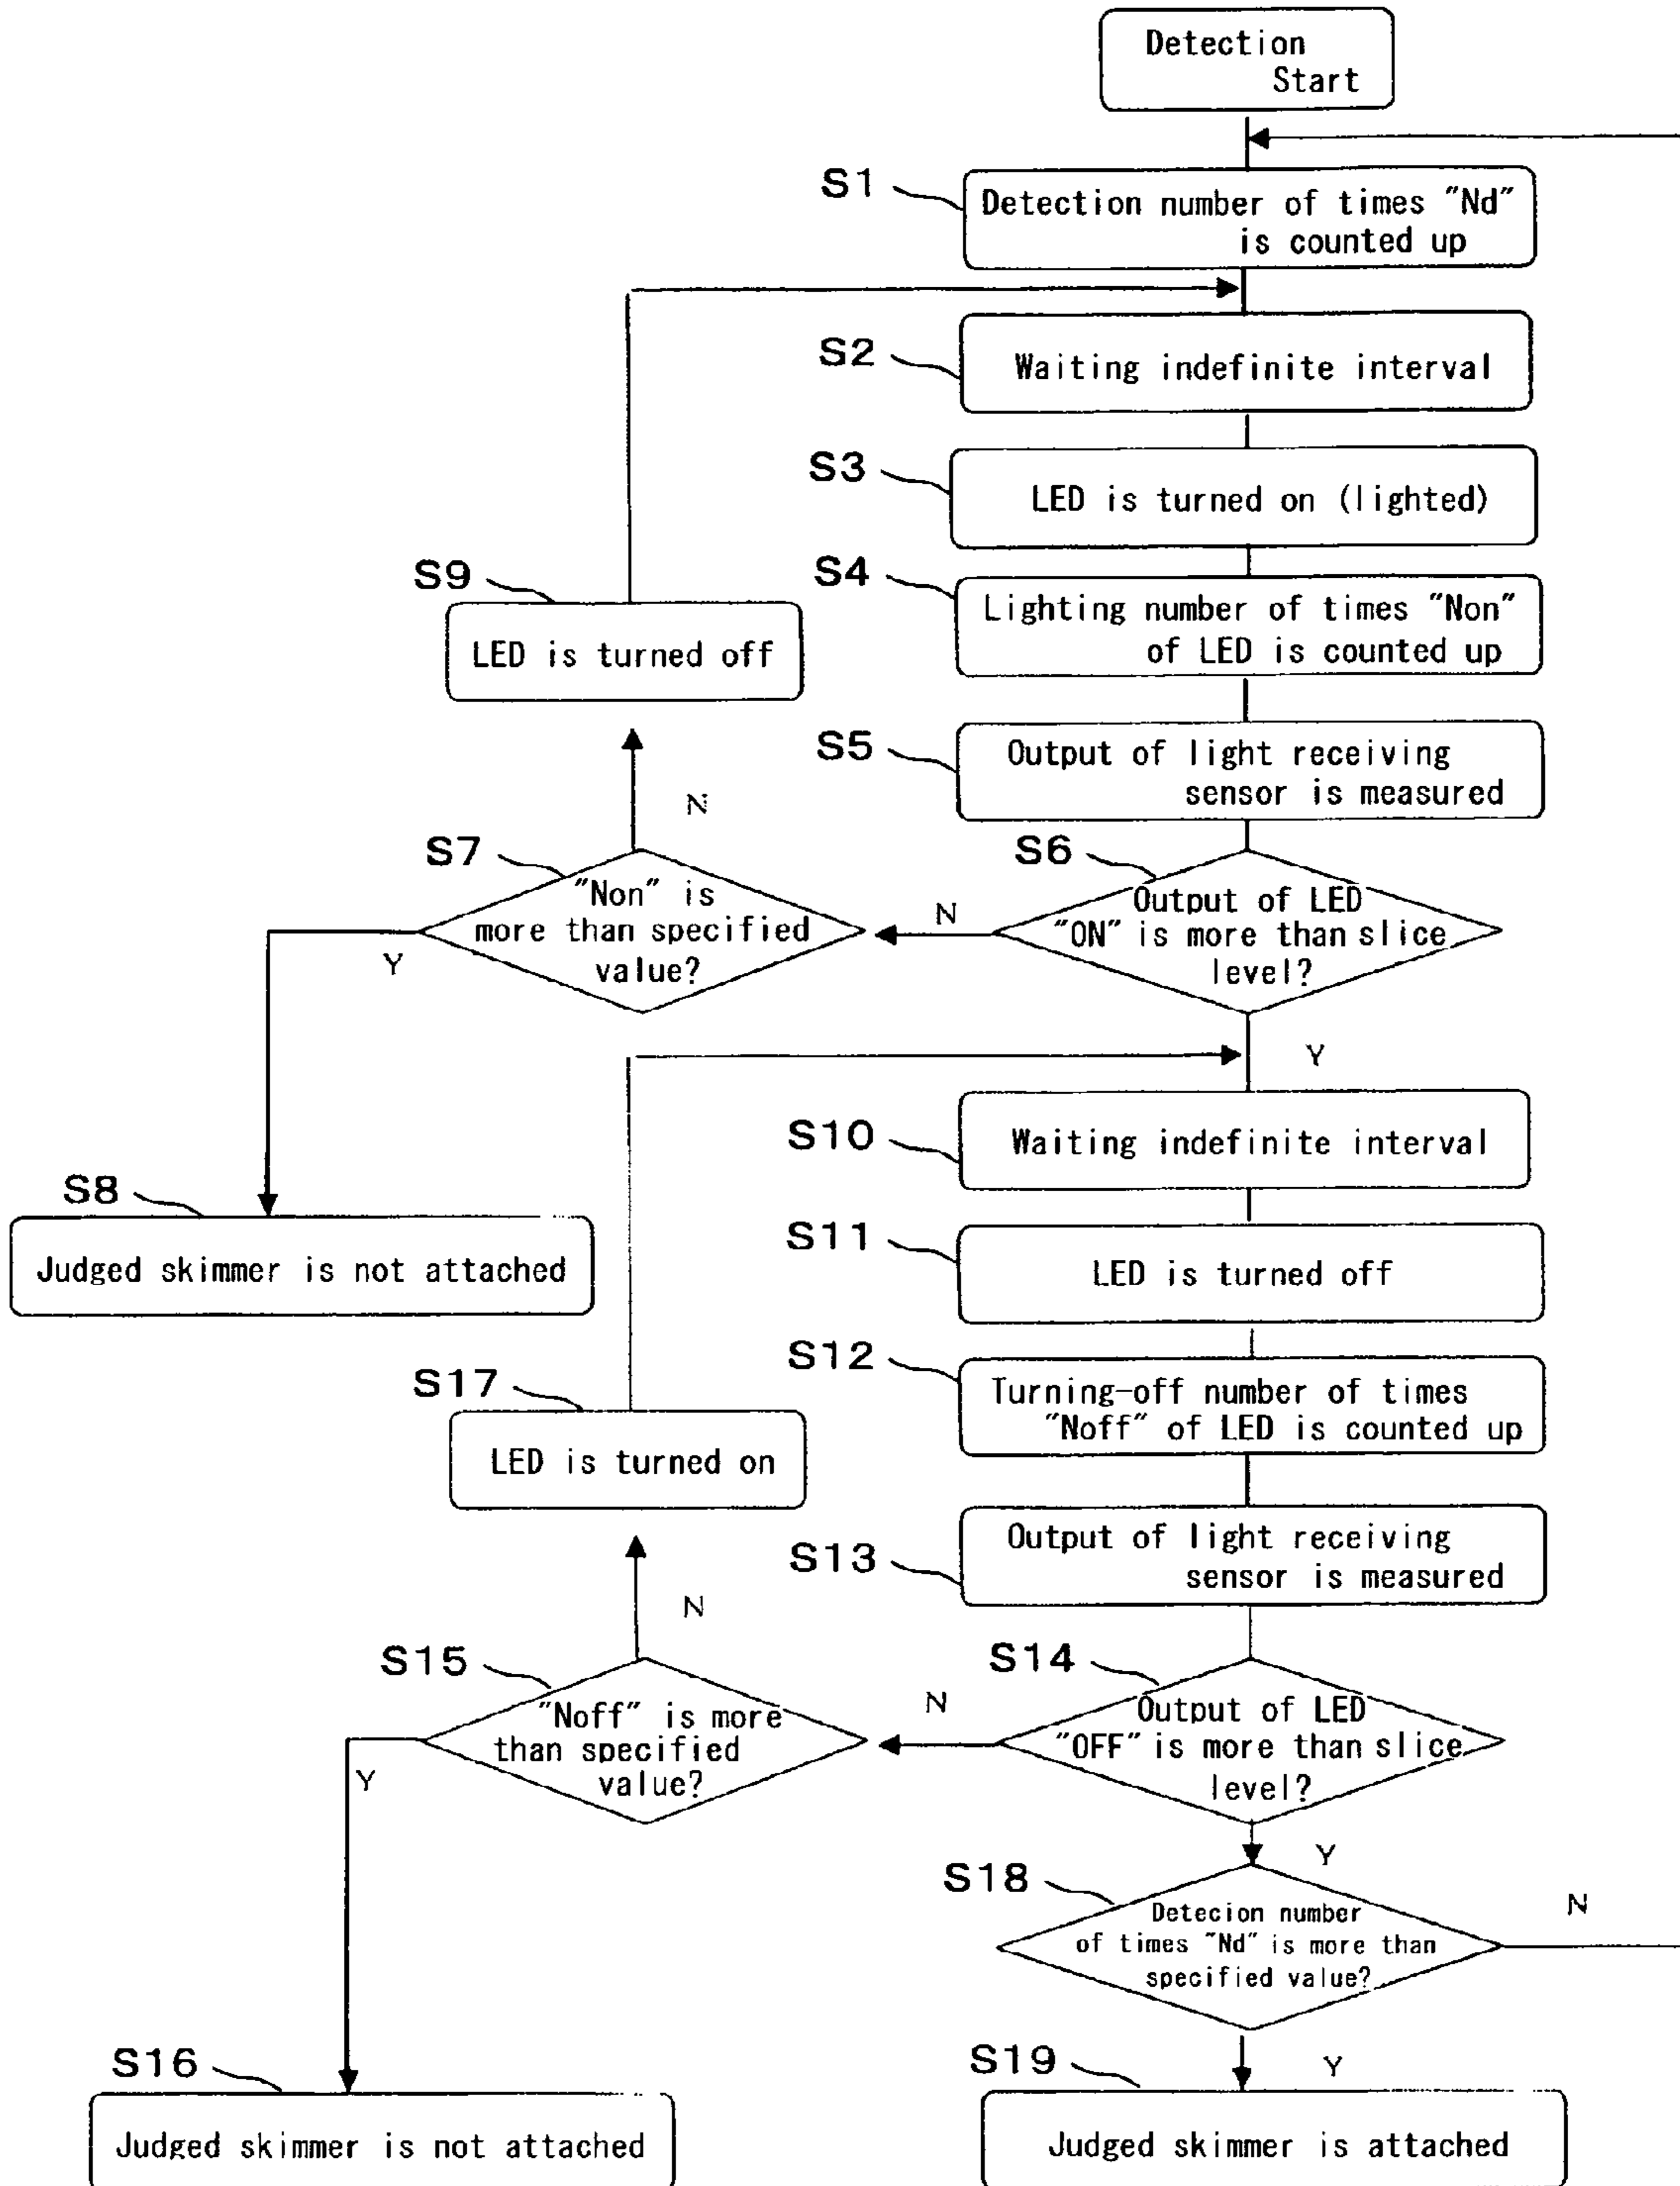 Detection
Start
S1
Detection number of times "Nd"
is counted up
S2
Waiting indefinite interval
S3
LED is turned on (lighted)
S4
Lighting number of times "Non"
of LED is counted up
S5
Output of light receiving
sensor is measured
S6
Output of LED
"ON" is more than slice
level?
N
Y
S7
"Non" is
more than specified
value?
N
Y
S9
LED is turned off
S8
Judged skimmer is not attached
S10
Waiting indefinite interval
S11
LED is turned off
S12
Turning-off number of times
"Noff" of LED is counted up
S13
Output of light receiving
sensor is measured
S14
Output of LED
"OFF" is more than slice
level?
N
Y
S15
"Noff" is more
than specified
value?
N
Y
S17
LED is turned on
S16
Judged skimmer is not attached
S18
Detecion number
of times "Nd" is more than
specified value?
N
Y
S19
Judged skimmer is attached